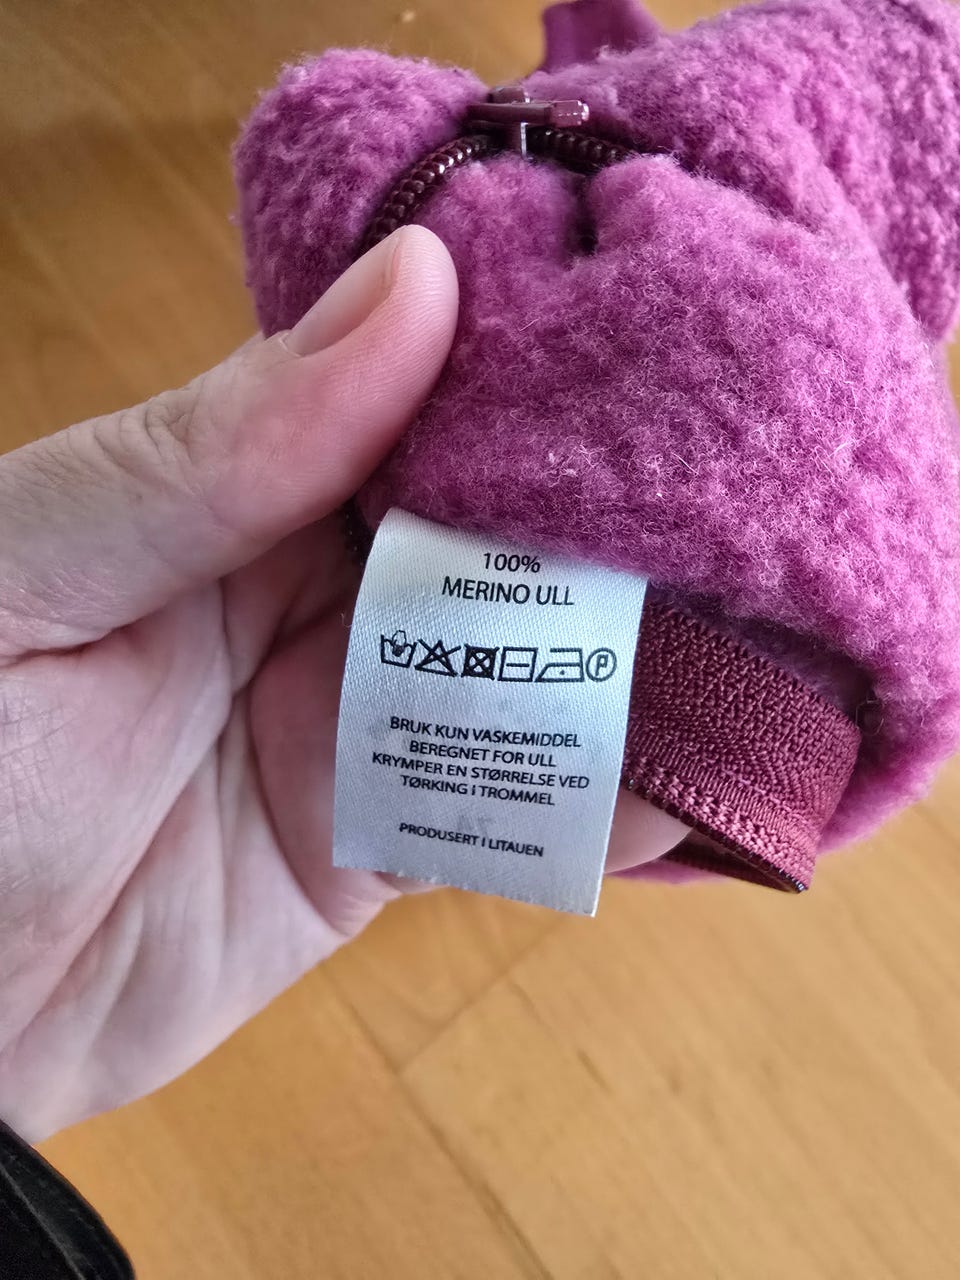 100%
MERINO ULL
P
BRUK KUN VASKEMIDDEL
BEREGNET FOR ULL
KRYMPER EN STØRRELSE VED
TØRKING I TROMMEL
PRODUSERT I LITAUEN